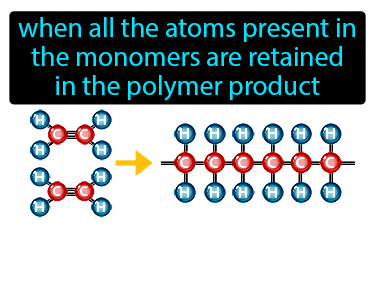 when all the atoms present in
the monomers are retained
in the polymer product
H H H H H H H H
C C
H H C C C C C C
H H
C C
H H H H H H H H